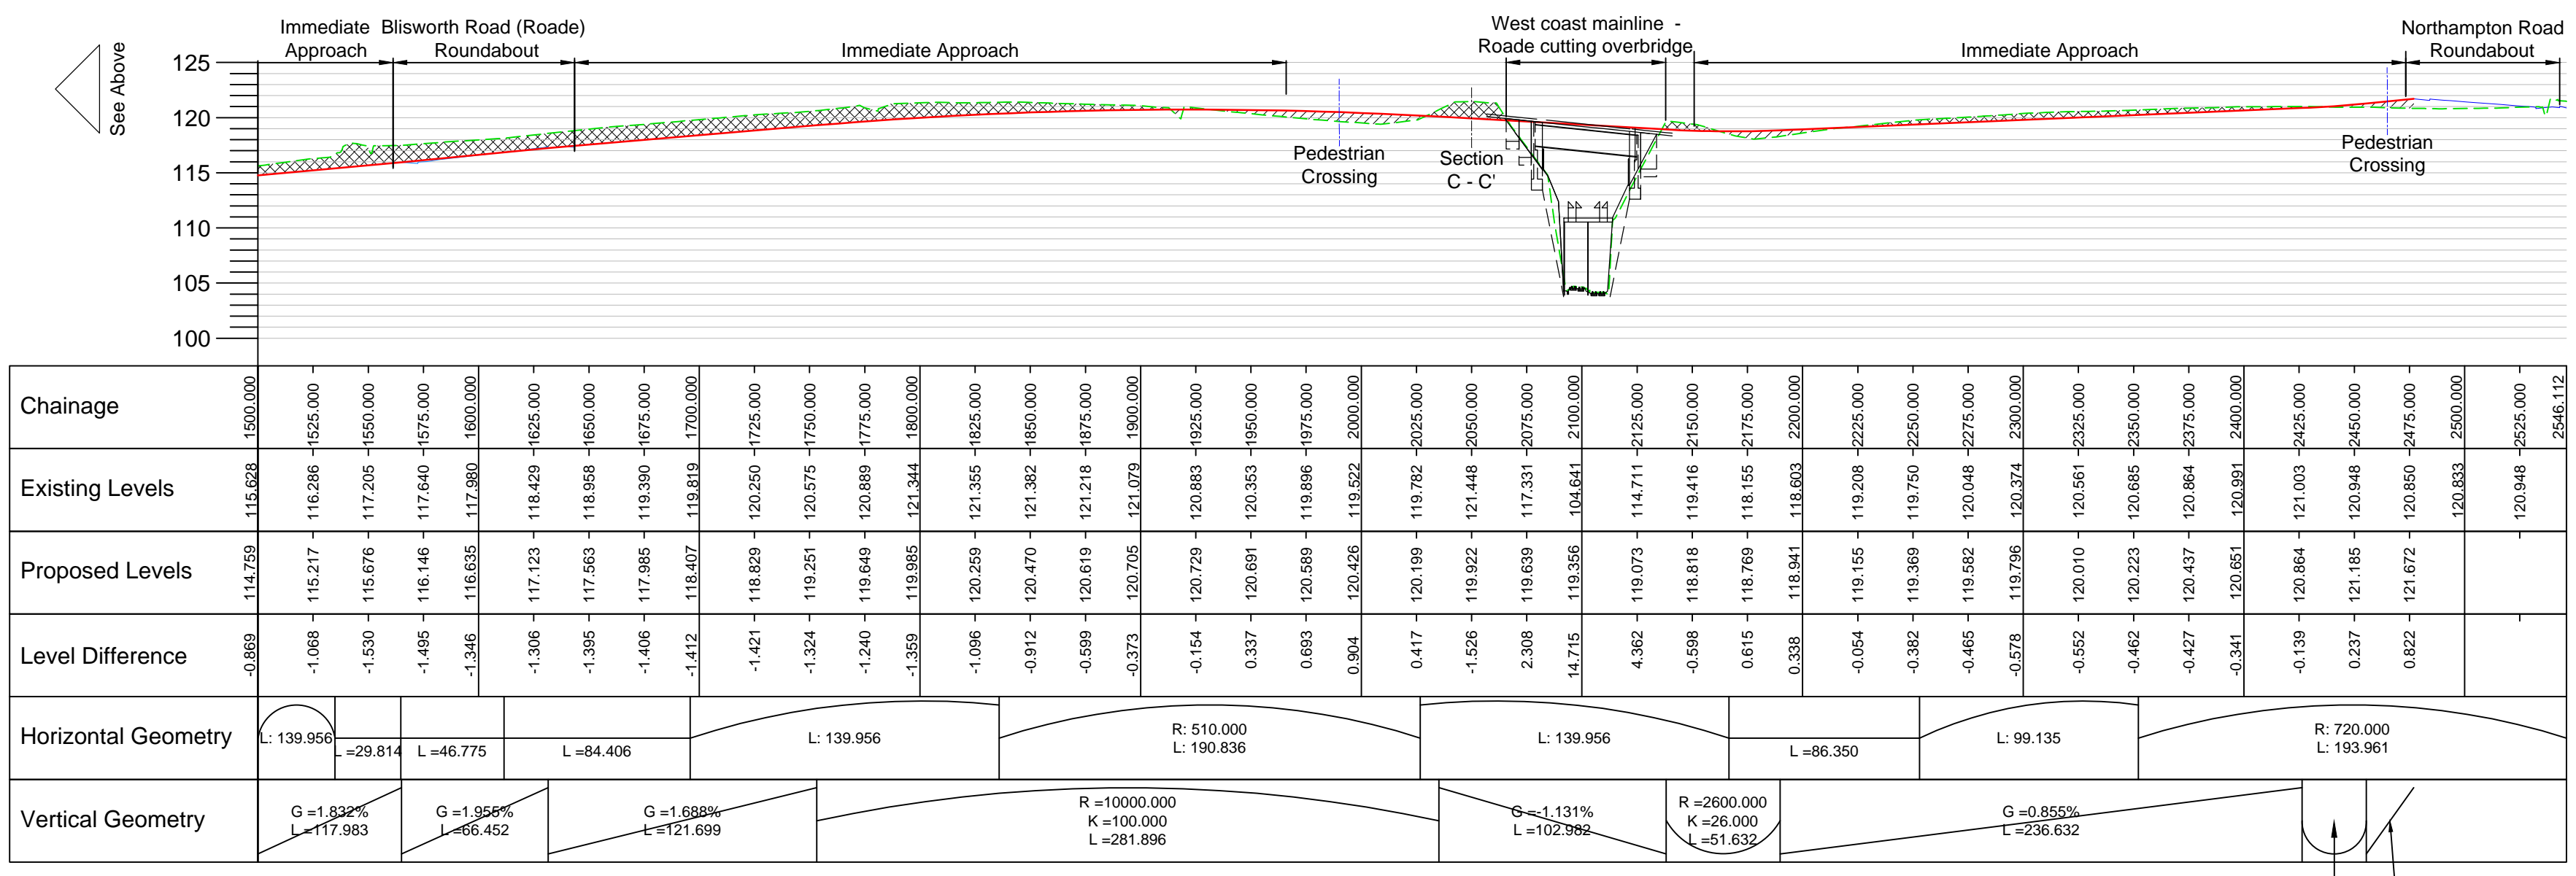 See Above
Immediate Approach
Blisworth Road (Roade) Roundabout
Immediate Approach
West coast mainline -
Roade cutting overbridge
Immediate Approach
Northampton Road
Roundabout
125
120
115
110
105
100
Pedestrian
Crossing
Section
C - C'
Pedestrian
Crossing
Chainage
1500.000 1525.000 1550.000 1575.000 1600.000 1625.000 1650.000 1675.000 1700.000 1725.000 1750.000 1775.000 1800.000 1825.000 1850.000 1875.000 1900.000 1925.000 1950.000 1975.000 2000.000 2025.000 2050.000 2075.000 2100.000 2125.000 2150.000 2175.000 2200.000 2225.000 2250.000 2275.000 2300.000 2325.000 2350.000 2375.000 2400.000 2425.000 2450.000 2475.000 2500.000 2525.000 2546.112
Existing Levels
115.628 116.286 117.205 117.640 117.980 118.429 118.958 119.390 119.819 120.250 120.575 120.889 121.344 121.355 121.382 121.218 121.079 120.883 120.353 119.896 119.522 119.782 121.448 117.331 104.641 114.711 119.416 118.155 118.603 119.208 119.750 120.048 120.374 120.561 120.685 120.864 120.991 121.003 120.948 120.850 120.833 120.948
Proposed Levels
114.759 115.217 115.676 116.146 116.635 117.123 117.563 117.985 118.407 118.829 119.251 119.649 119.985 120.259 120.470 120.619 120.705 120.729 120.691 120.589 120.426 120.199 119.922 119.639 119.356 119.073 118.818 118.769 118.941 119.155 119.369 119.582 119.796 120.010 120.223 120.437 120.651 120.864 121.185 121.672
Level Difference
-0.869 -1.068 -1.530 -1.495 -1.346 -1.306 -1.395 -1.406 -1.412 -1.421 -1.324 -1.240 -1.359 -1.096 -0.912 -0.599 -0.373 -0.154 0.337 0.693 0.904 0.417 -1.526 2.308 14.715 4.362 -0.598 0.615 0.338 -0.054 -0.382 -0.465 -0.578 -0.552 -0.462 -0.427 -0.341 -0.139 0.237 0.822
Horizontal Geometry
L: 139.956
L =29.814
L =46.775
L =84.406
L: 139.956
R: 510.000
L: 190.836
L: 139.956
L =86.350
L: 99.135
R: 720.000
L: 193.961
Vertical Geometry
G =1.832%
L =117.983
G =1.955%
L =66.452
G =1.688%
L =121.699
R =10000.000
K =100.000
L =281.896
G =-1.131%
L =102.982
R =2600.000
K =26.000
L =51.632
G =0.855%
L =236.632